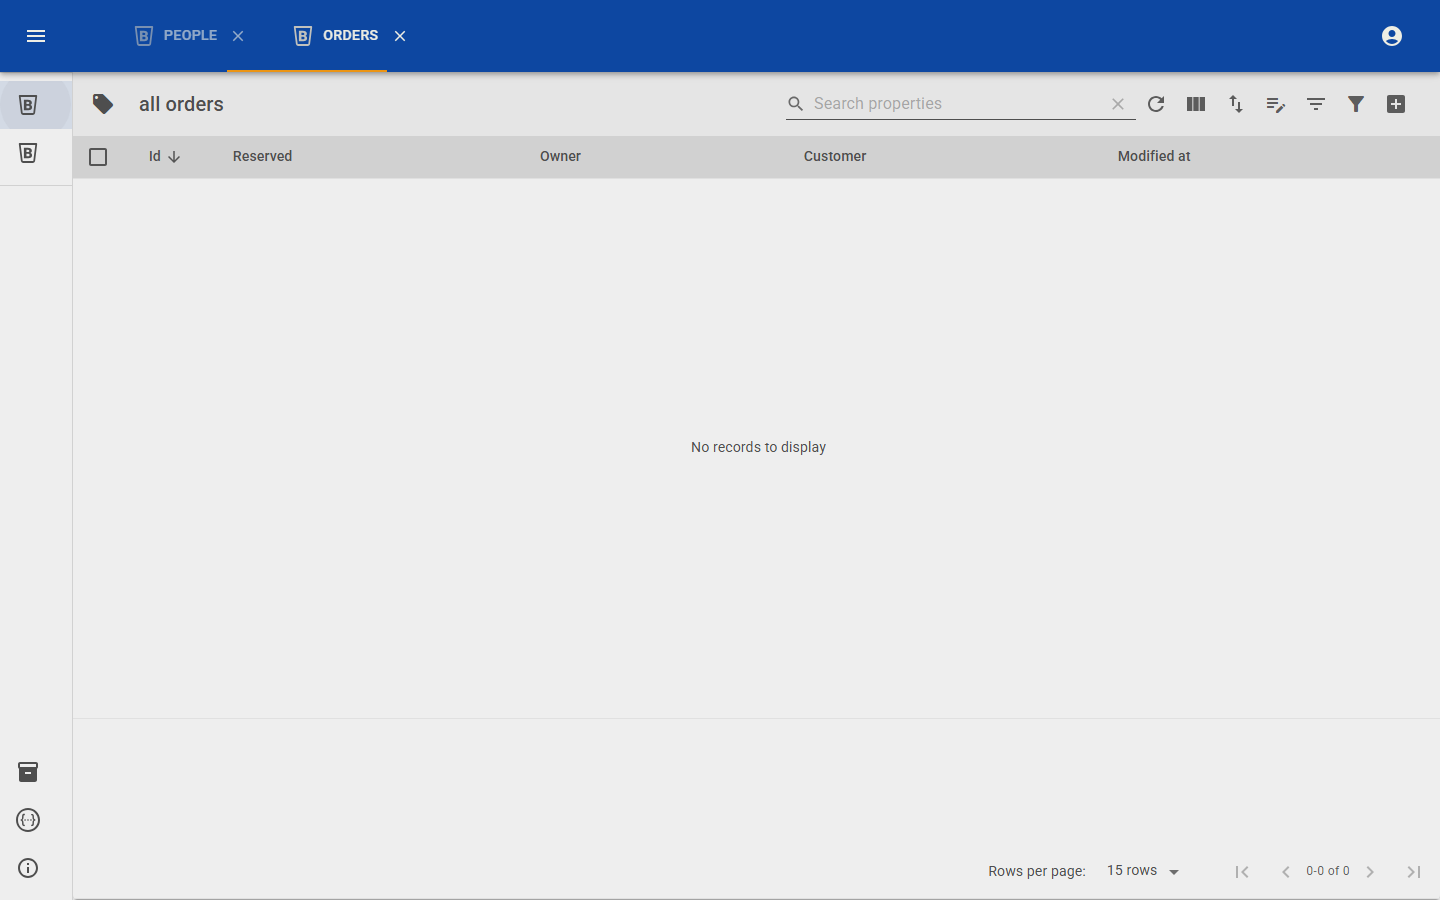 PEOPLE
ORDERS
all orders
Search properties
Id
Reserved
Owner
Customer
Modified at
No records to display
Rows per page:
15 rows
0-0 of 0